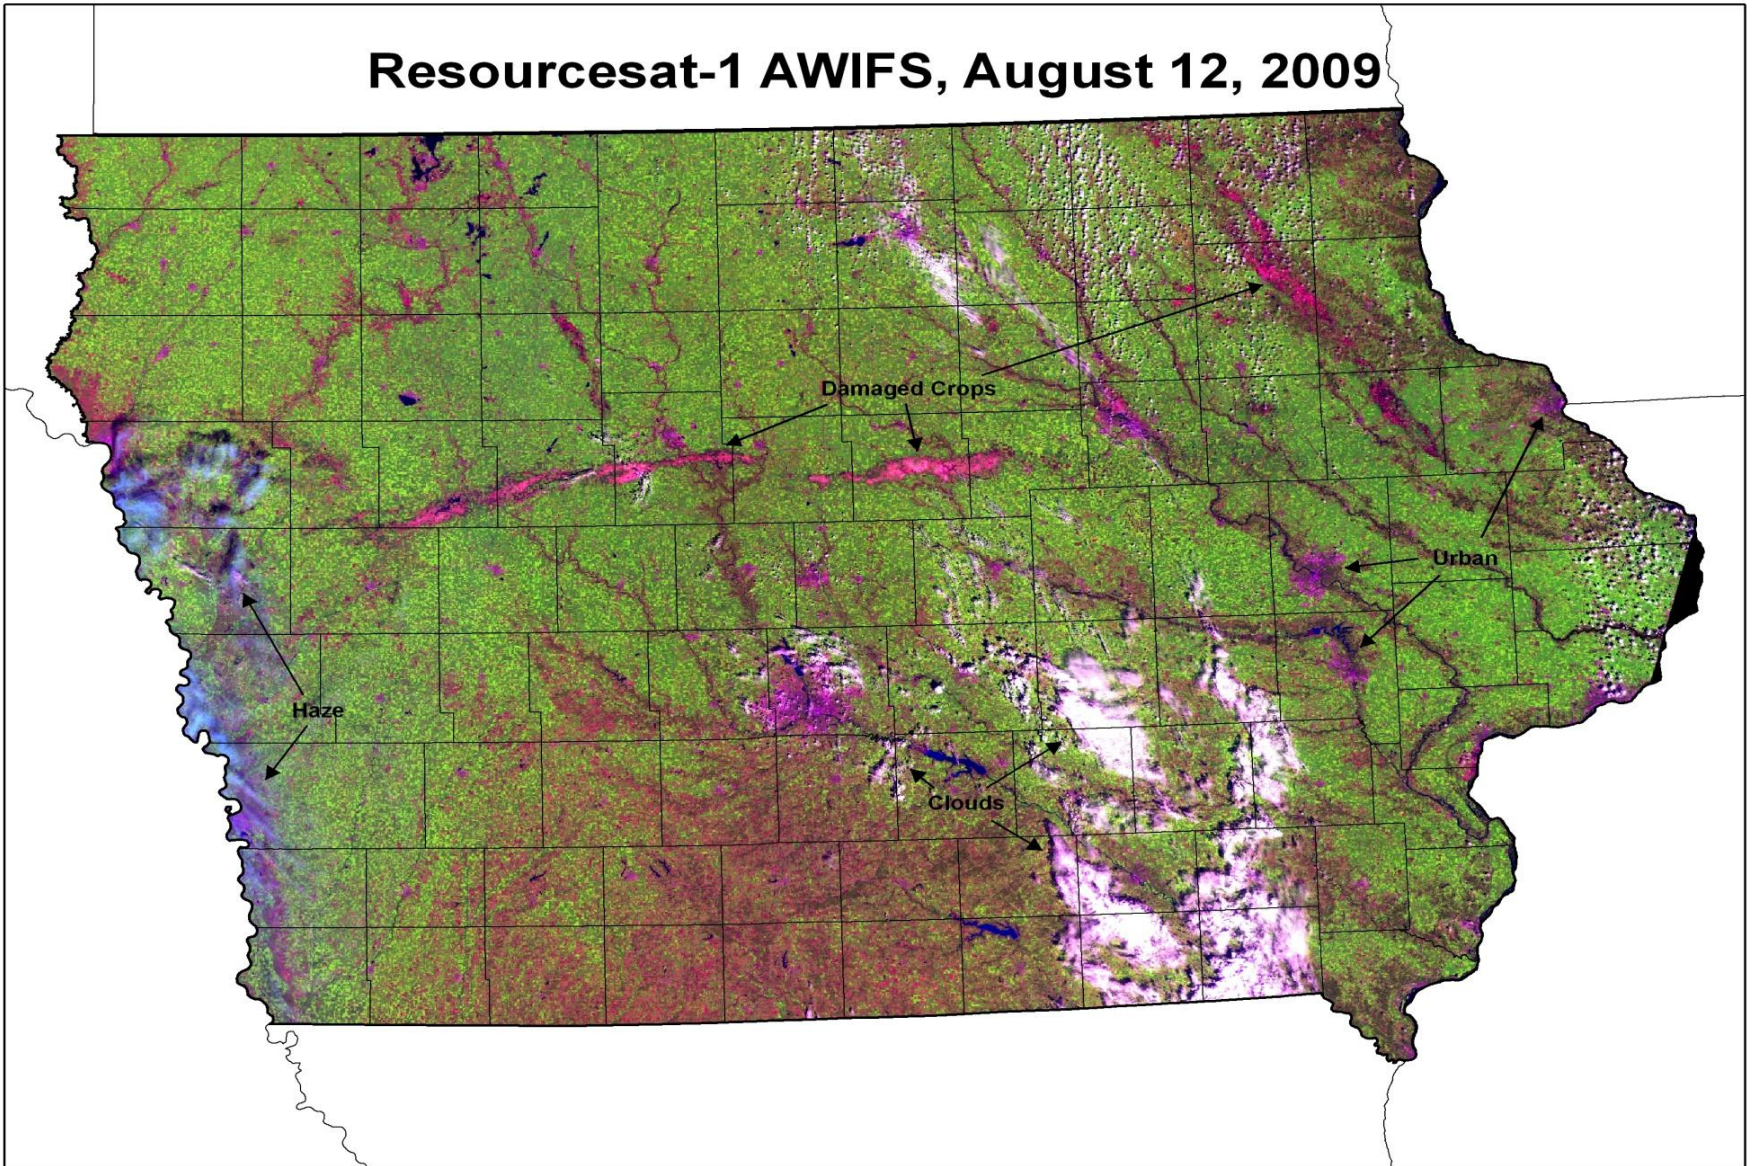 Resourcesat-1 AWIFS, August 12, 2009
Damaged Crops
Urban
Haze
Clouds